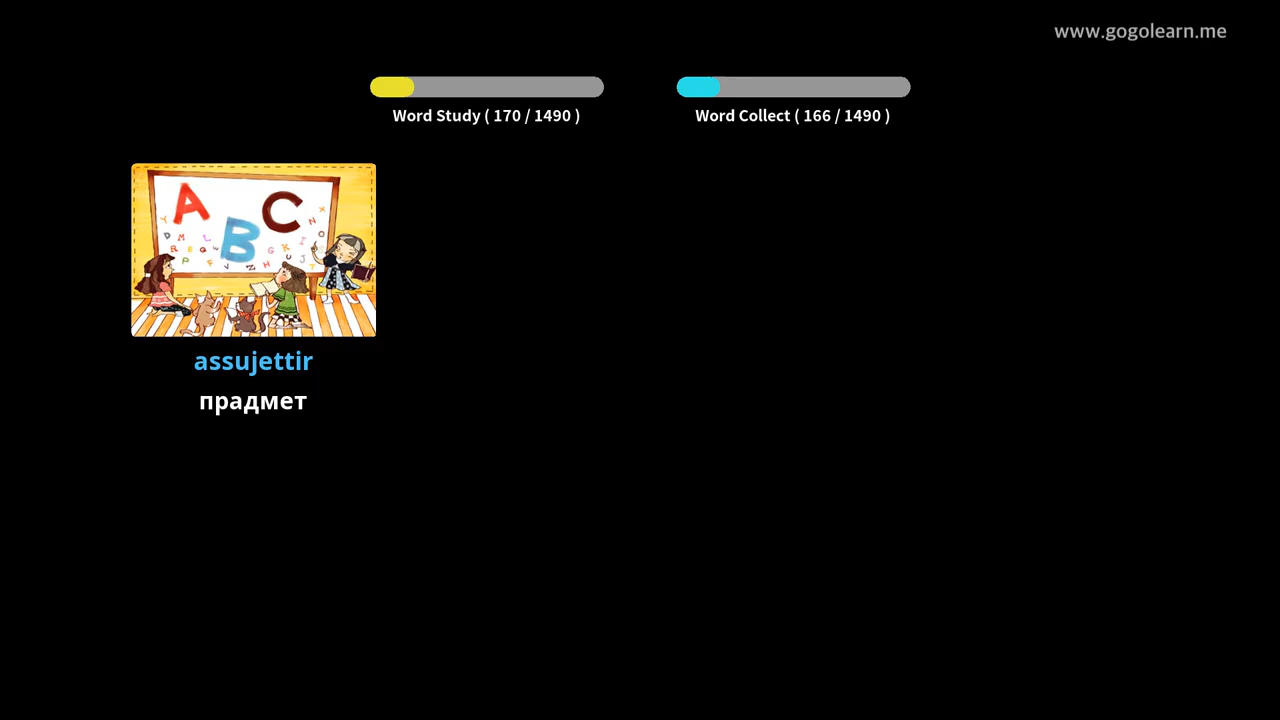 www.gogolearn.me
Word Study ( 170 / 1490 )
Word Collect ( 166 / 1490 )
A
B
C
assujettir
прадмет